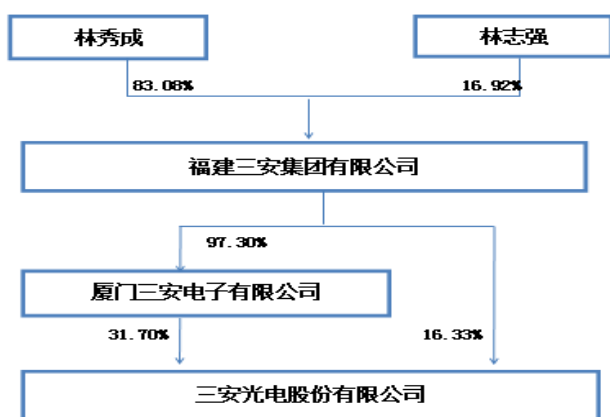 林秀成
林志强
83.08%
16.92%
福建三安集团有限公司
97.30%
厦门三安电子有限公司
31.70%
16.33%
三安光电股份有限公司